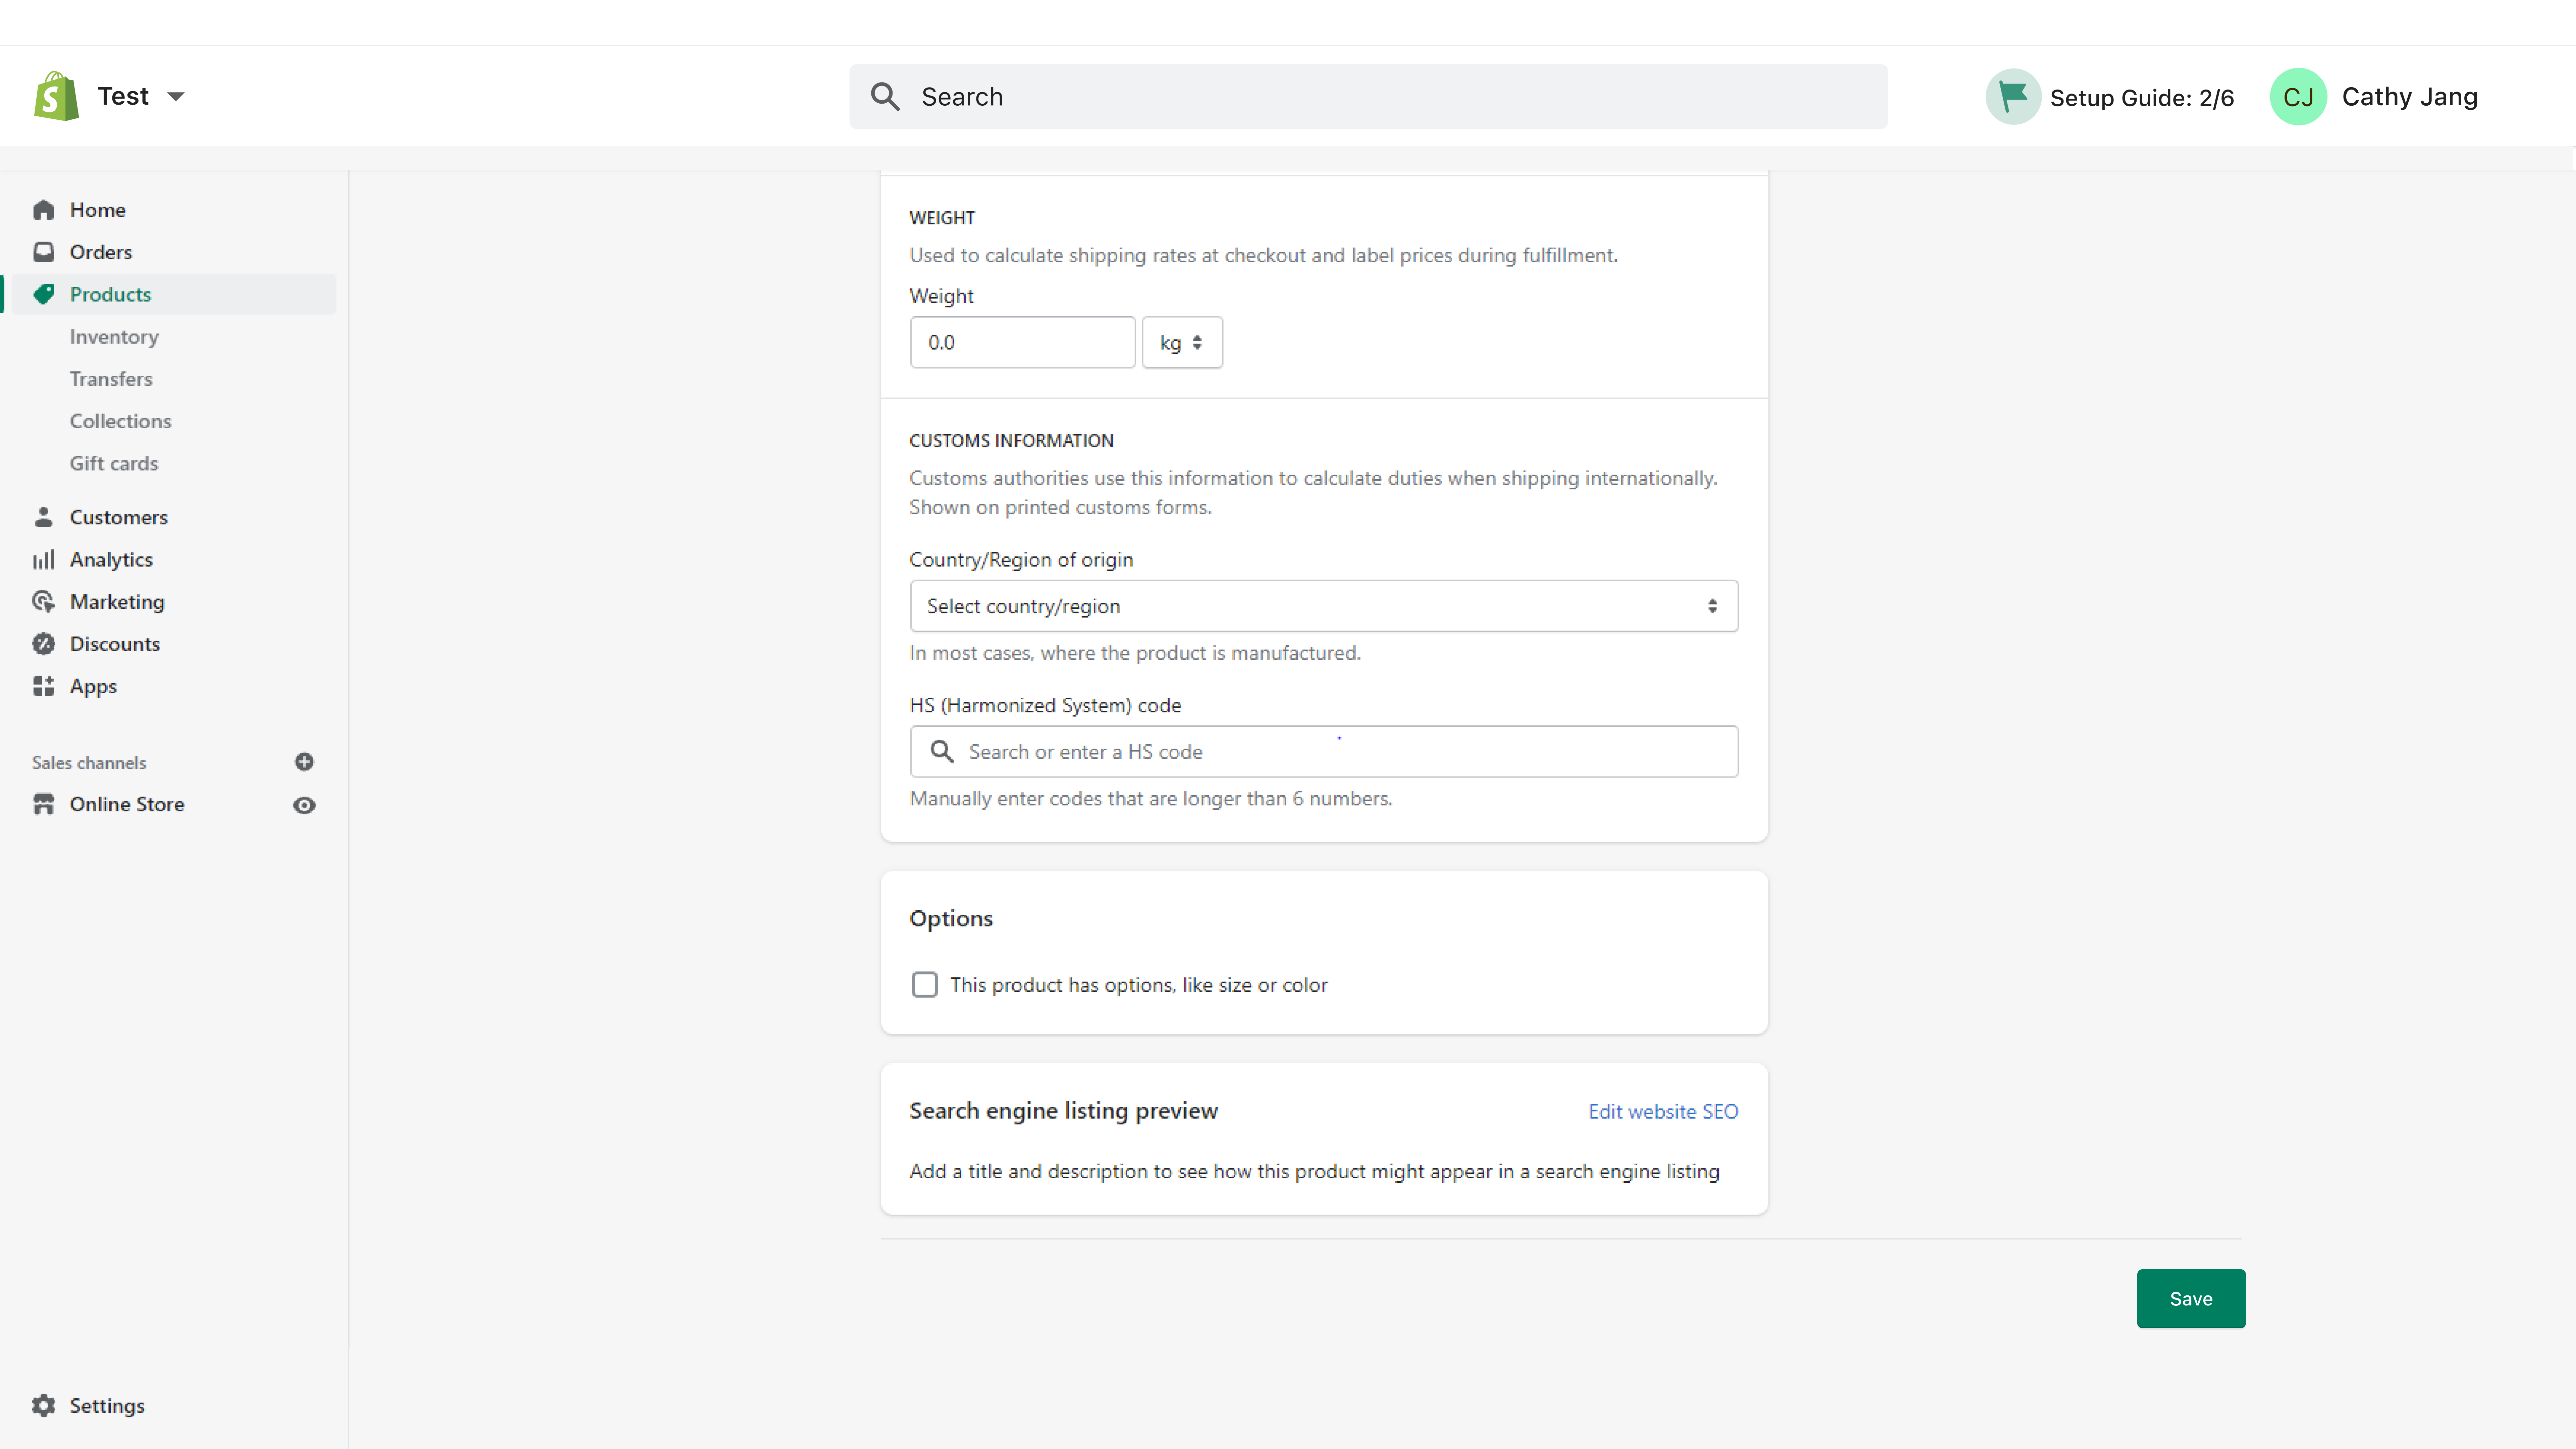 Test
Search
Setup Guide: 2/6
CJ
Cathy Jang
Home
Orders
Products
Inventory
Transfers
Collections
Gift cards
Customers
Analytics
Marketing
Discounts
Apps
Sales channels
Online Store
Settings
WEIGHT
Used to calculate shipping rates at checkout and label prices during fulfillment.
Weight
0.0
kg
CUSTOMS INFORMATION
Customs authorities use this information to calculate duties when shipping internationally.
Shown on printed customs forms.
Country/Region of origin
Select country/region
In most cases, where the product is manufactured.
HS (Harmonized System) code
Search or enter a HS code
Manually enter codes that are longer than 6 numbers.
Options
This product has options, like size or color
Search engine listing preview
Edit website SEO
Add a title and description to see how this product might appear in a search engine listing
Save